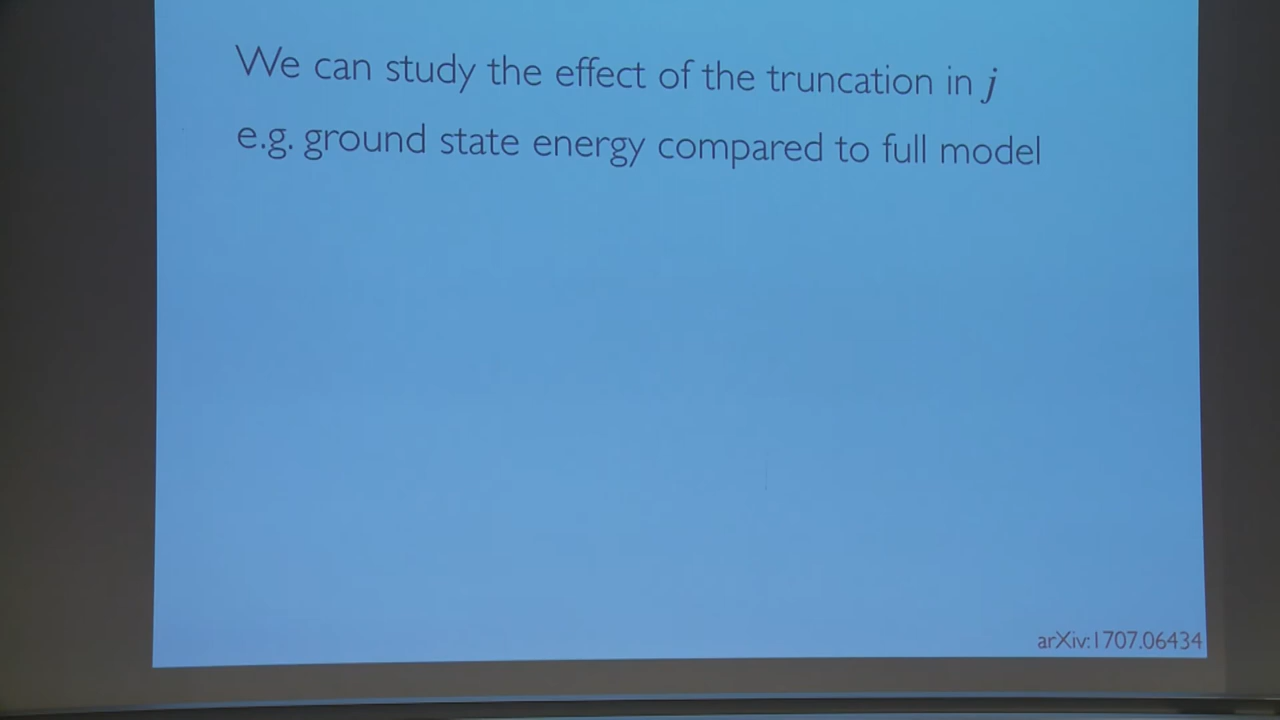 We can study the effect of the truncation in j
e.g. ground state energy compared to full model
arXiv:1707.06434